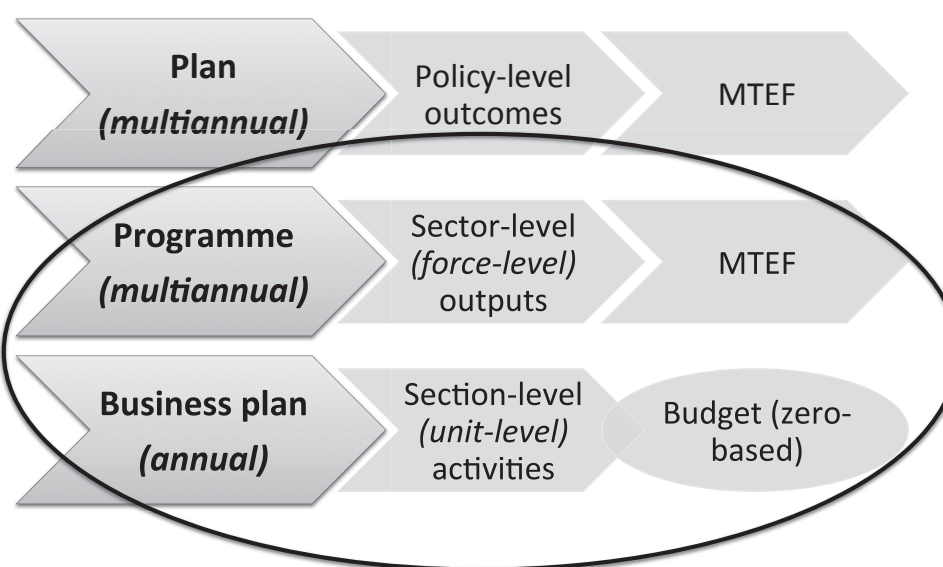 Plan
(multiannual)
Policy-level
outcomes
MTEF
Programme
(multiannual)
Sector-level
(force-level)
outputs
MTEF
Business plan
(annual)
Section-level
(unit-level)
activities
Budget (zero-
based)